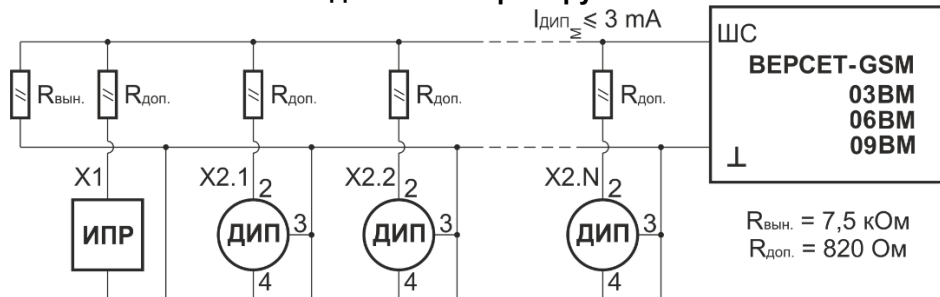 IДИПМ ≤ 3 mA
ШС
ВЕРСЕТ-GSM
03ВМ
06ВМ
09ВМ
⊥
Rвын.
Rдоп.
Rдоп.
Rдоп.
Rдоп.
X1
X2.1
2
X2.2
2
X2.N
2
ИПР
ДИП
3
ДИП
3
ДИП
3
4
4
4
Rвын. = 7,5 кОм
Rдоп. = 820 Ом